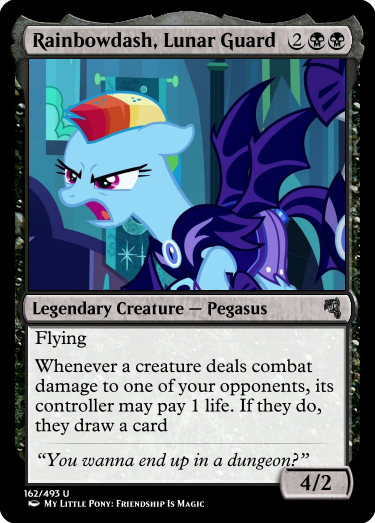 Rainbowdash, Lunar Guard 2
Legendary Creature — Pegasus
Flying
Whenever a creature deals combat
damage to one of your opponents, its
controller may pay 1 life. If they do,
they draw a card
“You wanna end up in a dungeon?”
4/2
162/493 U
My Little Pony: Friendship Is Magic